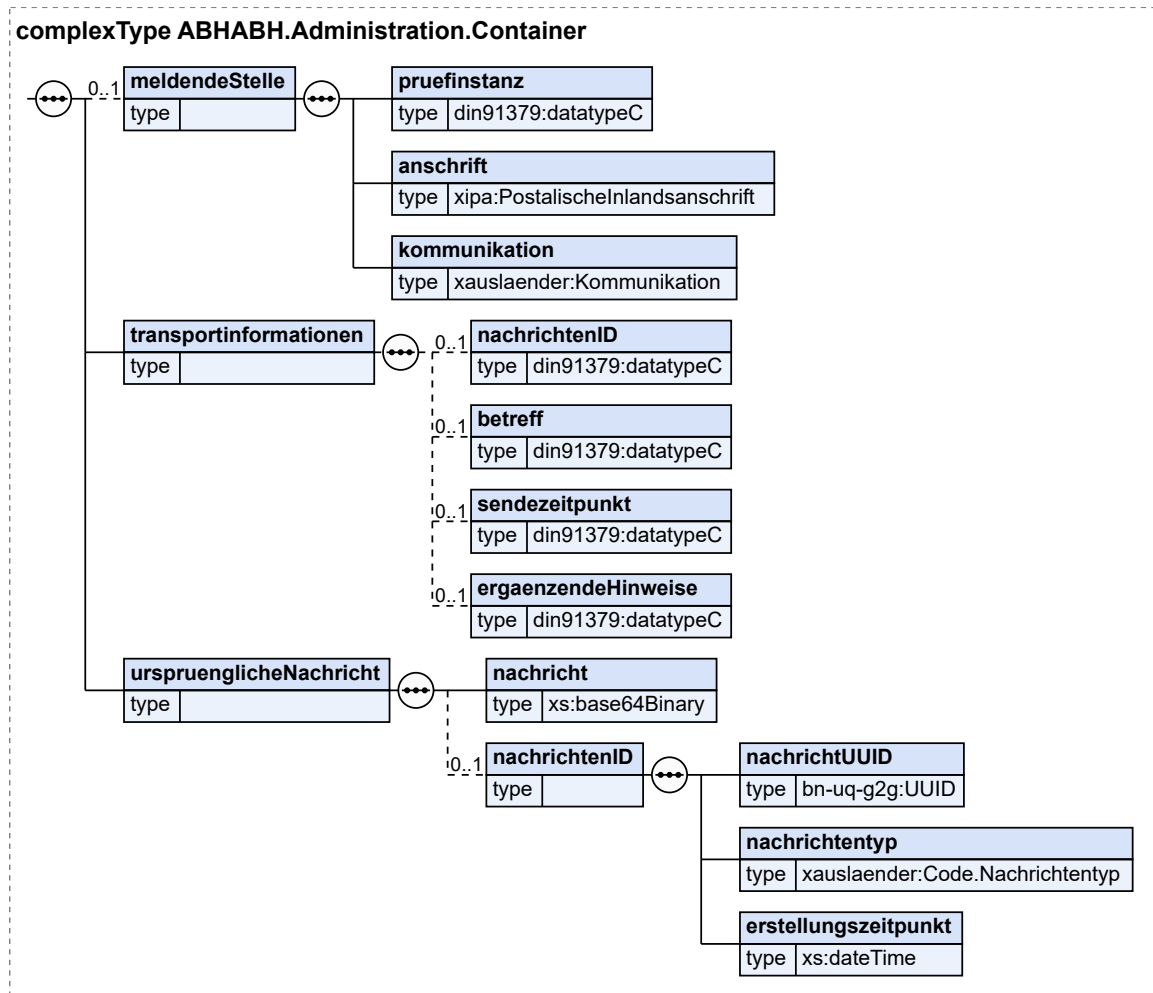 complexType ABHABH.Administration.Container
0..1
meldendeStelle
type
pruefinstanz
type din91379:datatypeC
anschrift
type xipa:PostalischeInlandsanschrift
kommunikation
type xauslaender:Kommunikation
transportinformationen
type
0..1
nachrichtenID
type din91379:datatypeC
0..1
betreff
type din91379:datatypeC
0..1
sendezeitpunkt
type din91379:datatypeC
0..1
ergaenzendeHinweise
type din91379:datatypeC
urspruenglicheNachricht
type
nachricht
type xs:base64Binary
0..1
nachrichtenID
type
nachrichtUUID
type bn-uq-g2g:UUID
nachrichtentyp
type xauslaender:Code.Nachrichtentyp
erstellungszeitpunkt
type xs:dateTime